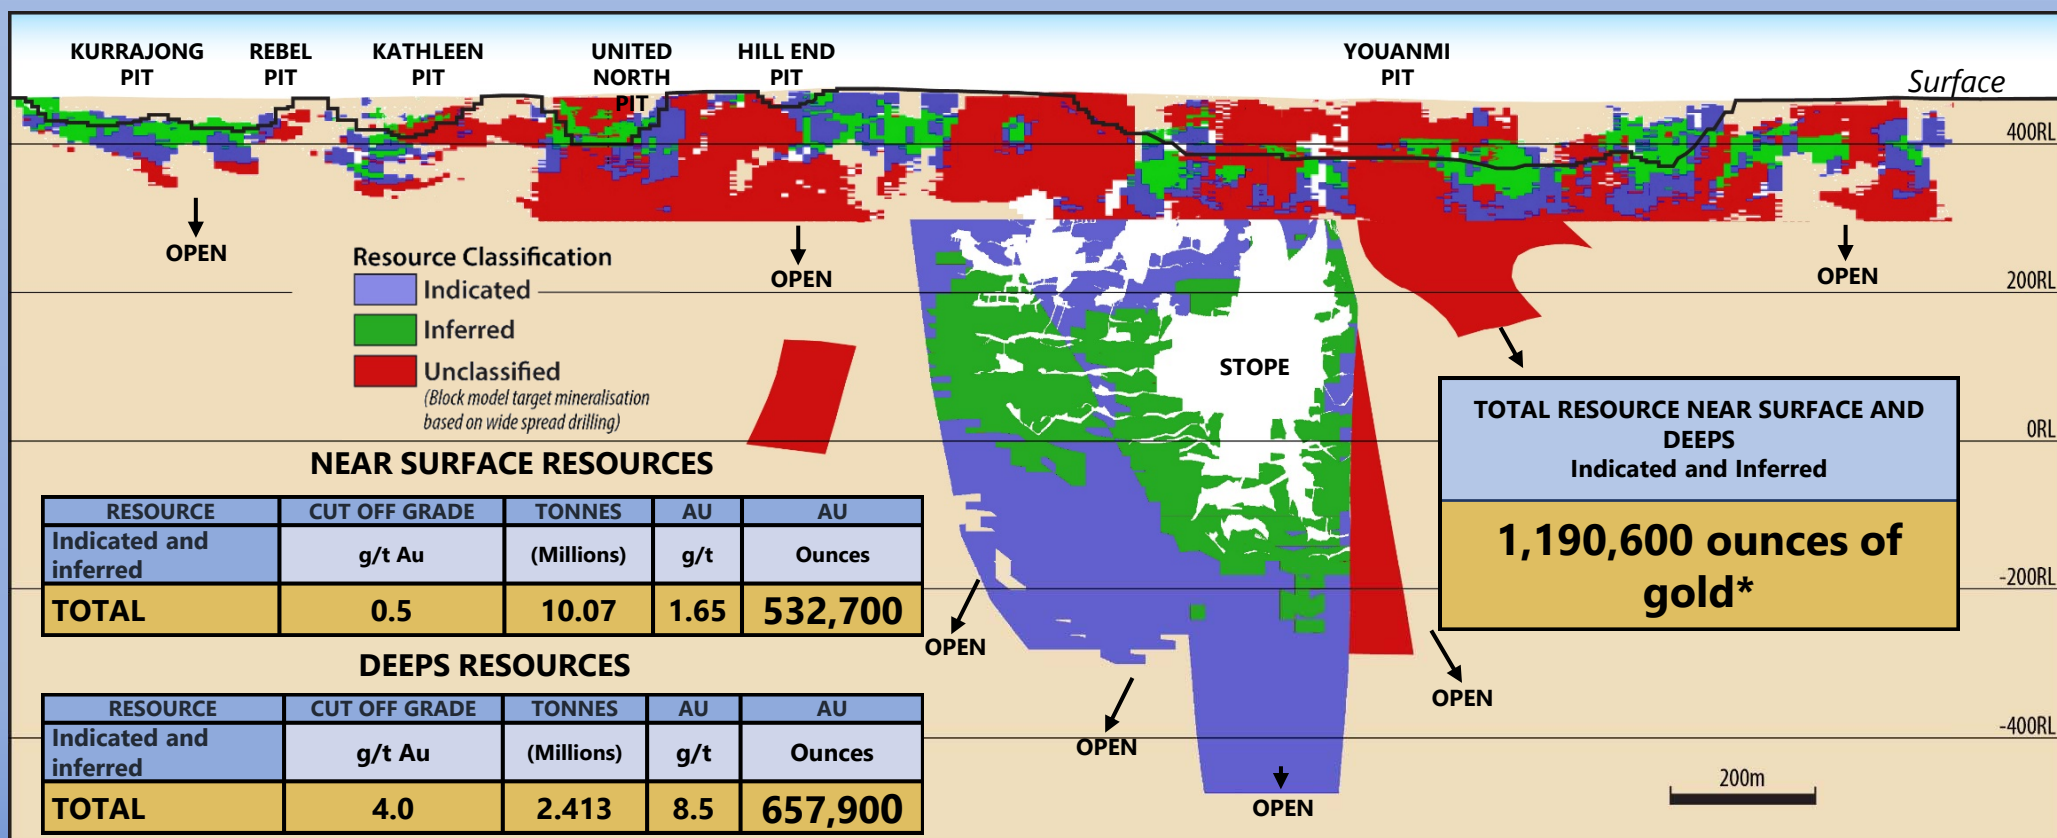 KURRAJONG
PIT
REBEL
PIT
KATHLEEN
PIT
UNITED
NORTH
PIT
HILL END
PIT
YOUANMI
PIT
Surface
400RL
OPEN
OPEN
OPEN
Resource Classification
Indicated
Inferred
Unclassified
(Block model target mineralisation
based on wide spread drilling)
200RL
STOPE
0RL
-200RL
-400RL
NEAR SURFACE RESOURCES
RESOURCE CUT OFF GRADE TONNES AU AU
Indicated and
inferred g/t Au (Millions) g/t Ounces
TOTAL 0.5 10.07 1.65 532,700
DEEPS RESOURCES
RESOURCE CUT OFF GRADE TONNES AU AU
Indicated and
inferred g/t Au (Millions) g/t Ounces
TOTAL 4.0 2.413 8.5 657,900
TOTAL RESOURCE NEAR SURFACE AND
DEEPS
Indicated and Inferred
1,190,600 ounces of
gold*
OPEN
OPEN
OPEN
OPEN
200m